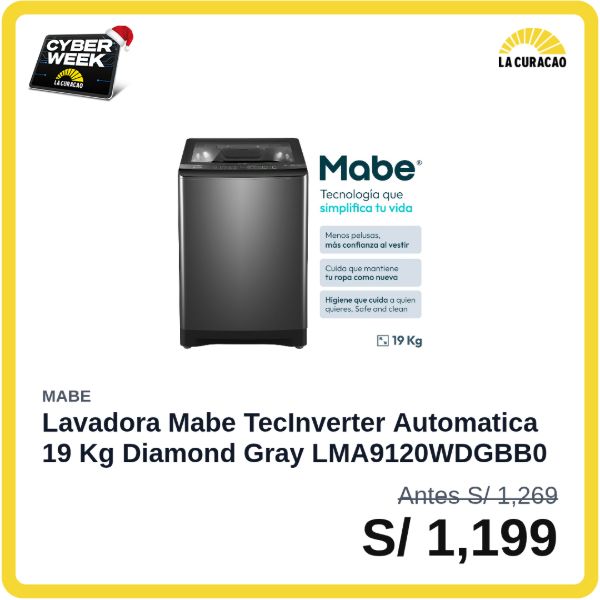 CYBER
WEEK
LA CURACAO
LA CURACAO
Mabe®
Tecnología que
simplifica tu vida
Menos pelusas,
más confianza al vestir
Cuida que mantiene
tu ropa como nueva
Higiene que cuida a quien
quieres, Safe and clean
19 Kg
MABE
Lavadora Mabe TecInverter Automatica
19 Kg Diamond Gray LMA9120WDGBB0
Antes S/ 1,269
S/ 1,199